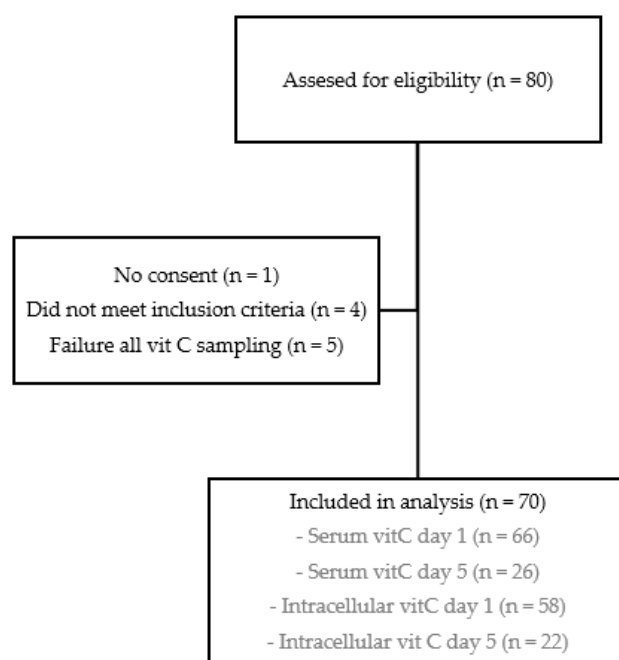 Assesed for eligibility (n = 80)
No consent (n = 1)
Did not meet inclusion criteria (n = 4)
Failure all vit C sampling (n = 5)
Included in analysis (n = 70)
- Serum vitC day 1 (n = 66)
- Serum vitC day 5 (n = 26)
- Intracellular vitC day 1 (n = 58)
- Intracellular vit C day 5 (n = 22)